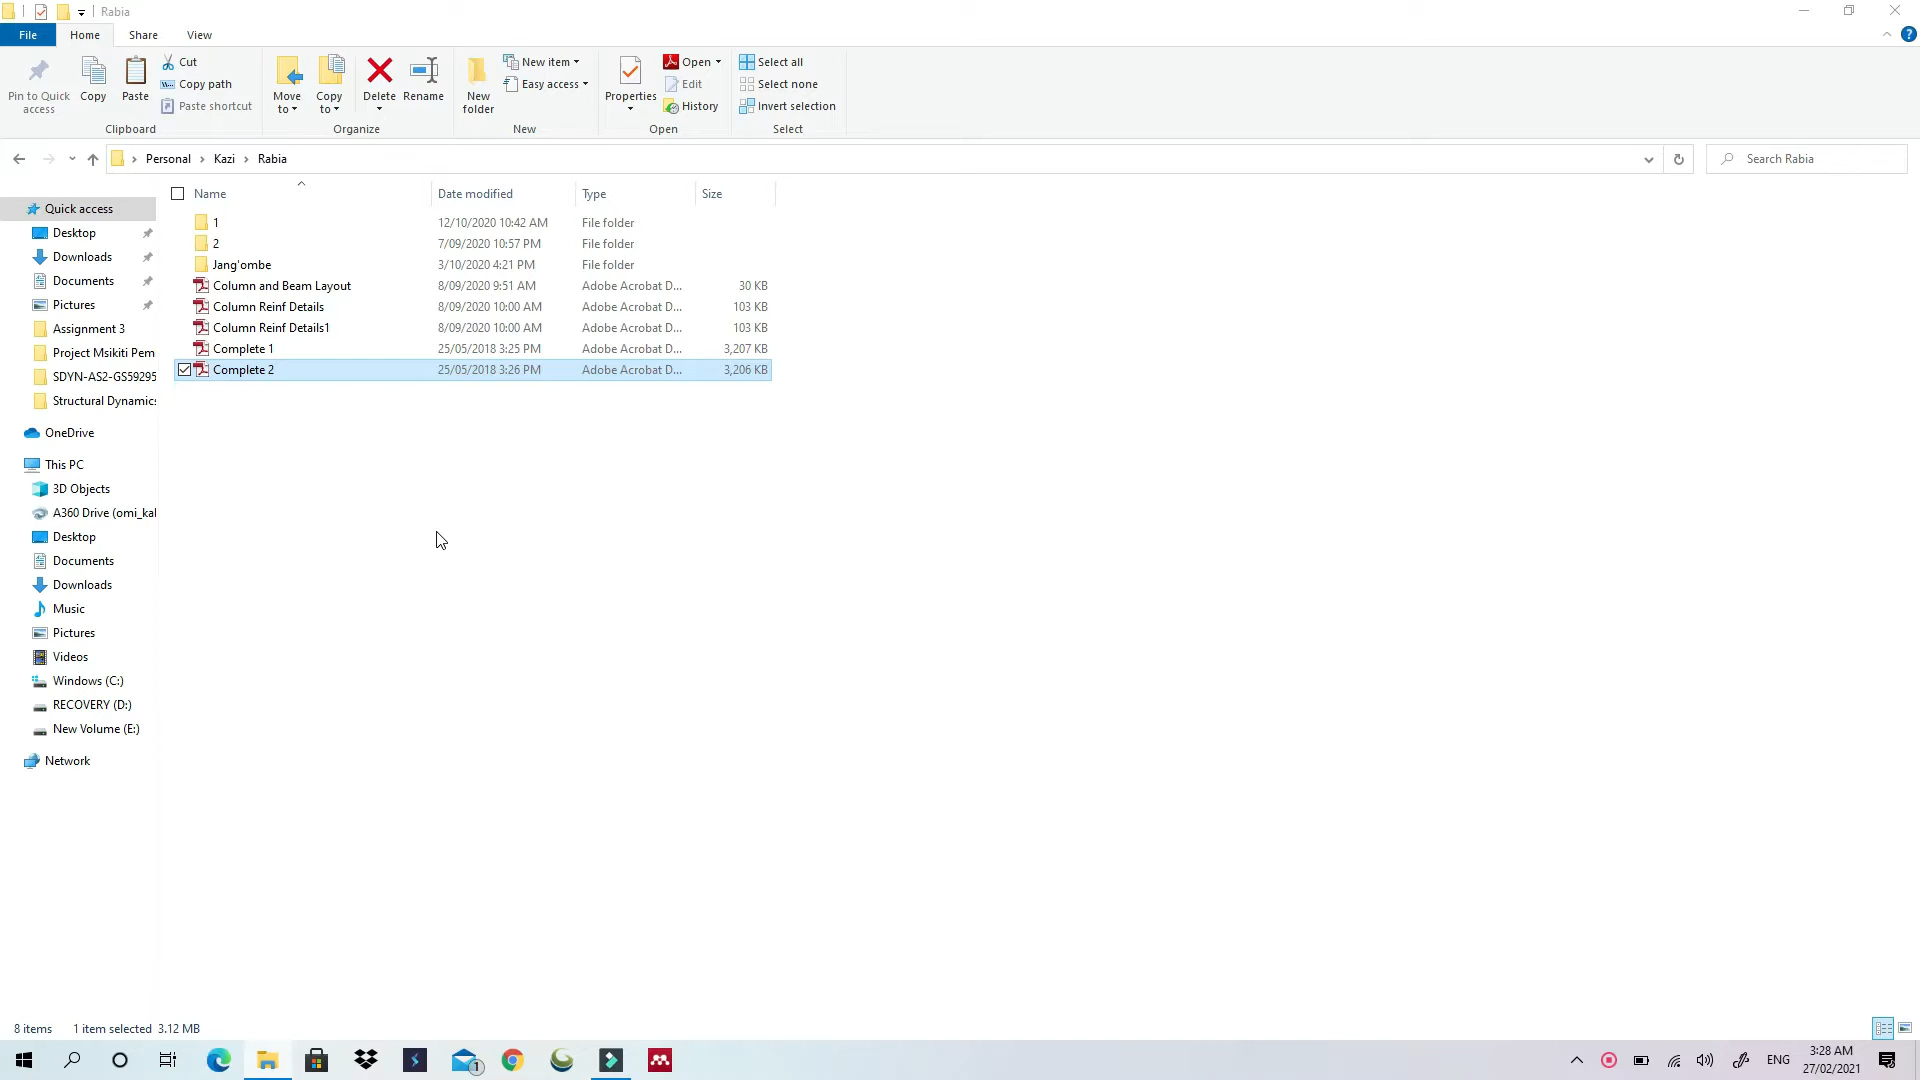 Rabia
File Home Share View
Pin to Quick access
Copy
Paste
Cut
Copy path
Paste shortcut
Clipboard
Move to
Copy to
Delete
Rename
Organize
New folder
New item
Easy access
New
Properties
Open
Edit
History
Open
Select all
Select none
Invert selection
Select
Personal Kazi Rabia
Search Rabia
Name Date modified Type Size
1 12/10/2020 10:42 AM File folder
2 7/09/2020 10:57 PM File folder
Jang'ombe 3/10/2020 4:21 PM File folder
Column and Beam Layout 8/09/2020 9:51 AM Adobe Acrobat D... 30 KB
Column Reinf Details 8/09/2020 10:00 AM Adobe Acrobat D... 103 KB
Column Reinf Details1 8/09/2020 10:00 AM Adobe Acrobat D... 103 KB
Complete 1 25/05/2018 3:25 PM Adobe Acrobat D... 3,207 KB
Complete 2 25/05/2018 3:26 PM Adobe Acrobat D... 3,206 KB
Quick access
Desktop
Downloads
Documents
Pictures
Assignment 3
Project Msikiti Pem
SDYN-AS2-GS59295
Structural Dynamics
OneDrive
This PC
3D Objects
A360 Drive (omi_kal
Desktop
Documents
Downloads
Music
Pictures
Videos
Windows (C:)
RECOVERY (D:)
New Volume (E:)
Network
8 items 1 item selected 3.12 MB
1
ENG
3:28 AM
27/02/2021